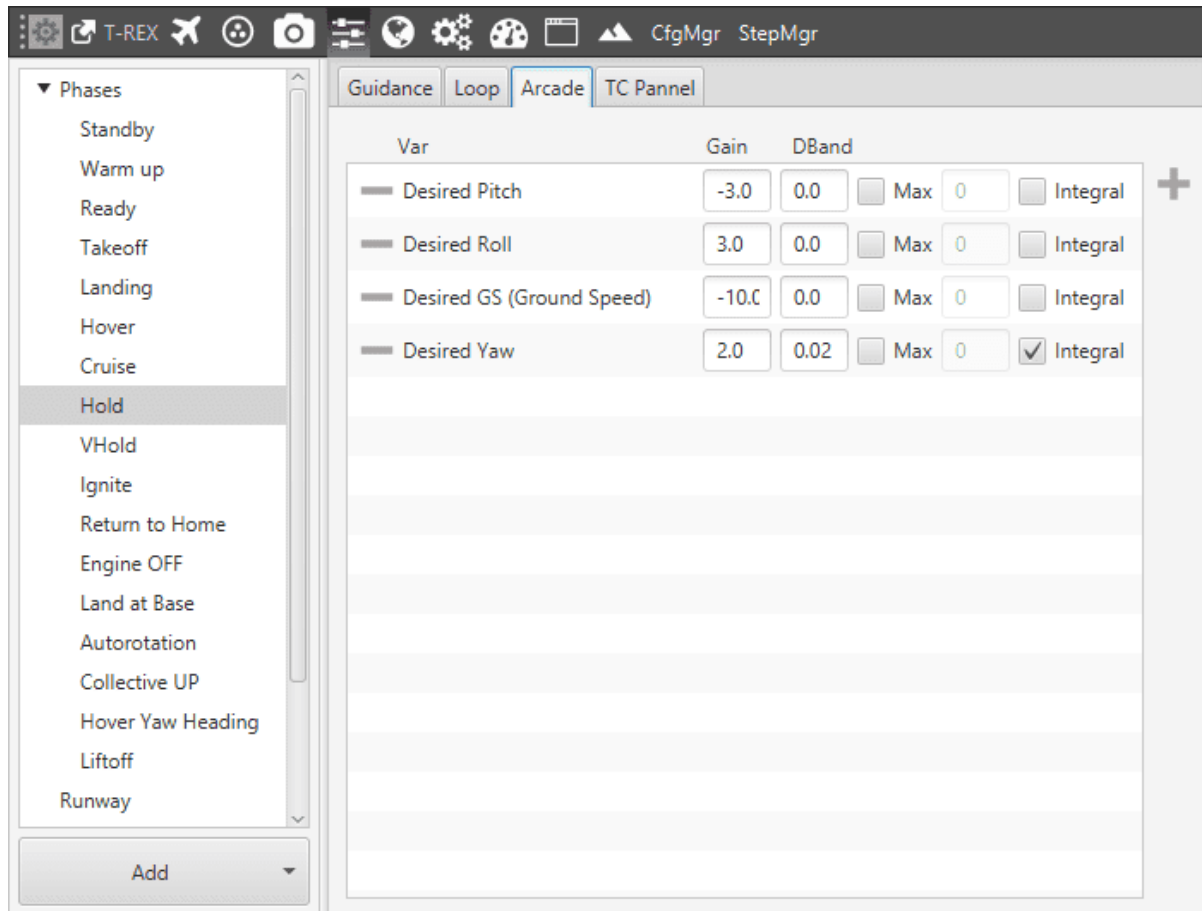 T-REX CfgMgr StepMgr
Phases
Standby
Warm up
Ready
Takeoff
Landing
Hover
Cruise
Hold
VHold
Ignite
Return to Home
Engine OFF
Land at Base
Autorotation
Collective UP
Hover Yaw Heading
Liftoff
Runway
Add
Guidance Loop Arcade TC Pannel
Var Gain DBand
Desired Pitch -3.0 0.0 Max 0 Integral
Desired Roll 3.0 0.0 Max 0 Integral
Desired GS (Ground Speed) -10.0 0.0 Max 0 Integral
Desired Yaw 2.0 0.02 Max 0 Integral